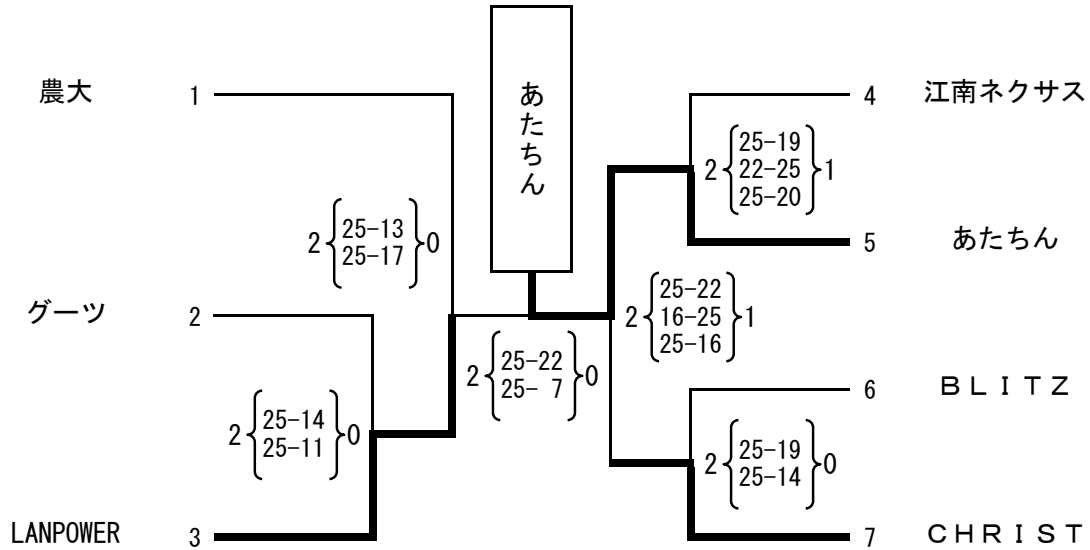 あたちん
農大 1
4 江南ネクサス
2 25-19 22-25 25-20 1
2 25-13 25-17 0
5 あたちん
グーツ 2
2 25-22 16-25 25-16 1
2 25-22 25- 7 0
6 ＢＬＩＴＺ
2 25-14 25-11 0
2 25-19 25-14 0
LANPOWER 3
7 ＣＨＲＩＳＴ